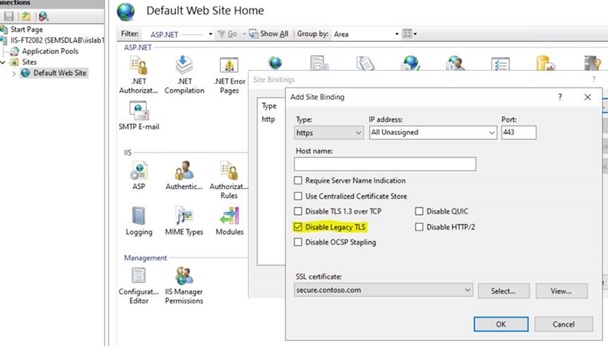 onnections
Start Page
IIS-FT2082 (SEMSDLAB\iislab1
Application Pools
Sites
Default Web Site
Default Web Site Home
Filter: ASP.NET Go Show All Group by: Area
ASP.NET
.NET Authorizat...
.NET Compilation
.NET Error Pages
SMTP E-mail
IIS
ASP
Authentic...
Authorizat... Rules
Logging
MIME Types
Modules
Management
Configurat... Editor
IIS Manager Permissions
Site Bindings
Type
http
Add Site Binding
? ×
Type: IP address: Port:
https All Unassigned 443
Host name:
Require Server Name Indication
Use Centralized Certificate Store
Disable TLS 1.3 over TCP Disable QUIC
Disable Legacy TLS Disable HTTP/2
Disable OCSP Stapling
SSL certificate:
secure.contoso.com Select... View...
OK Cancel